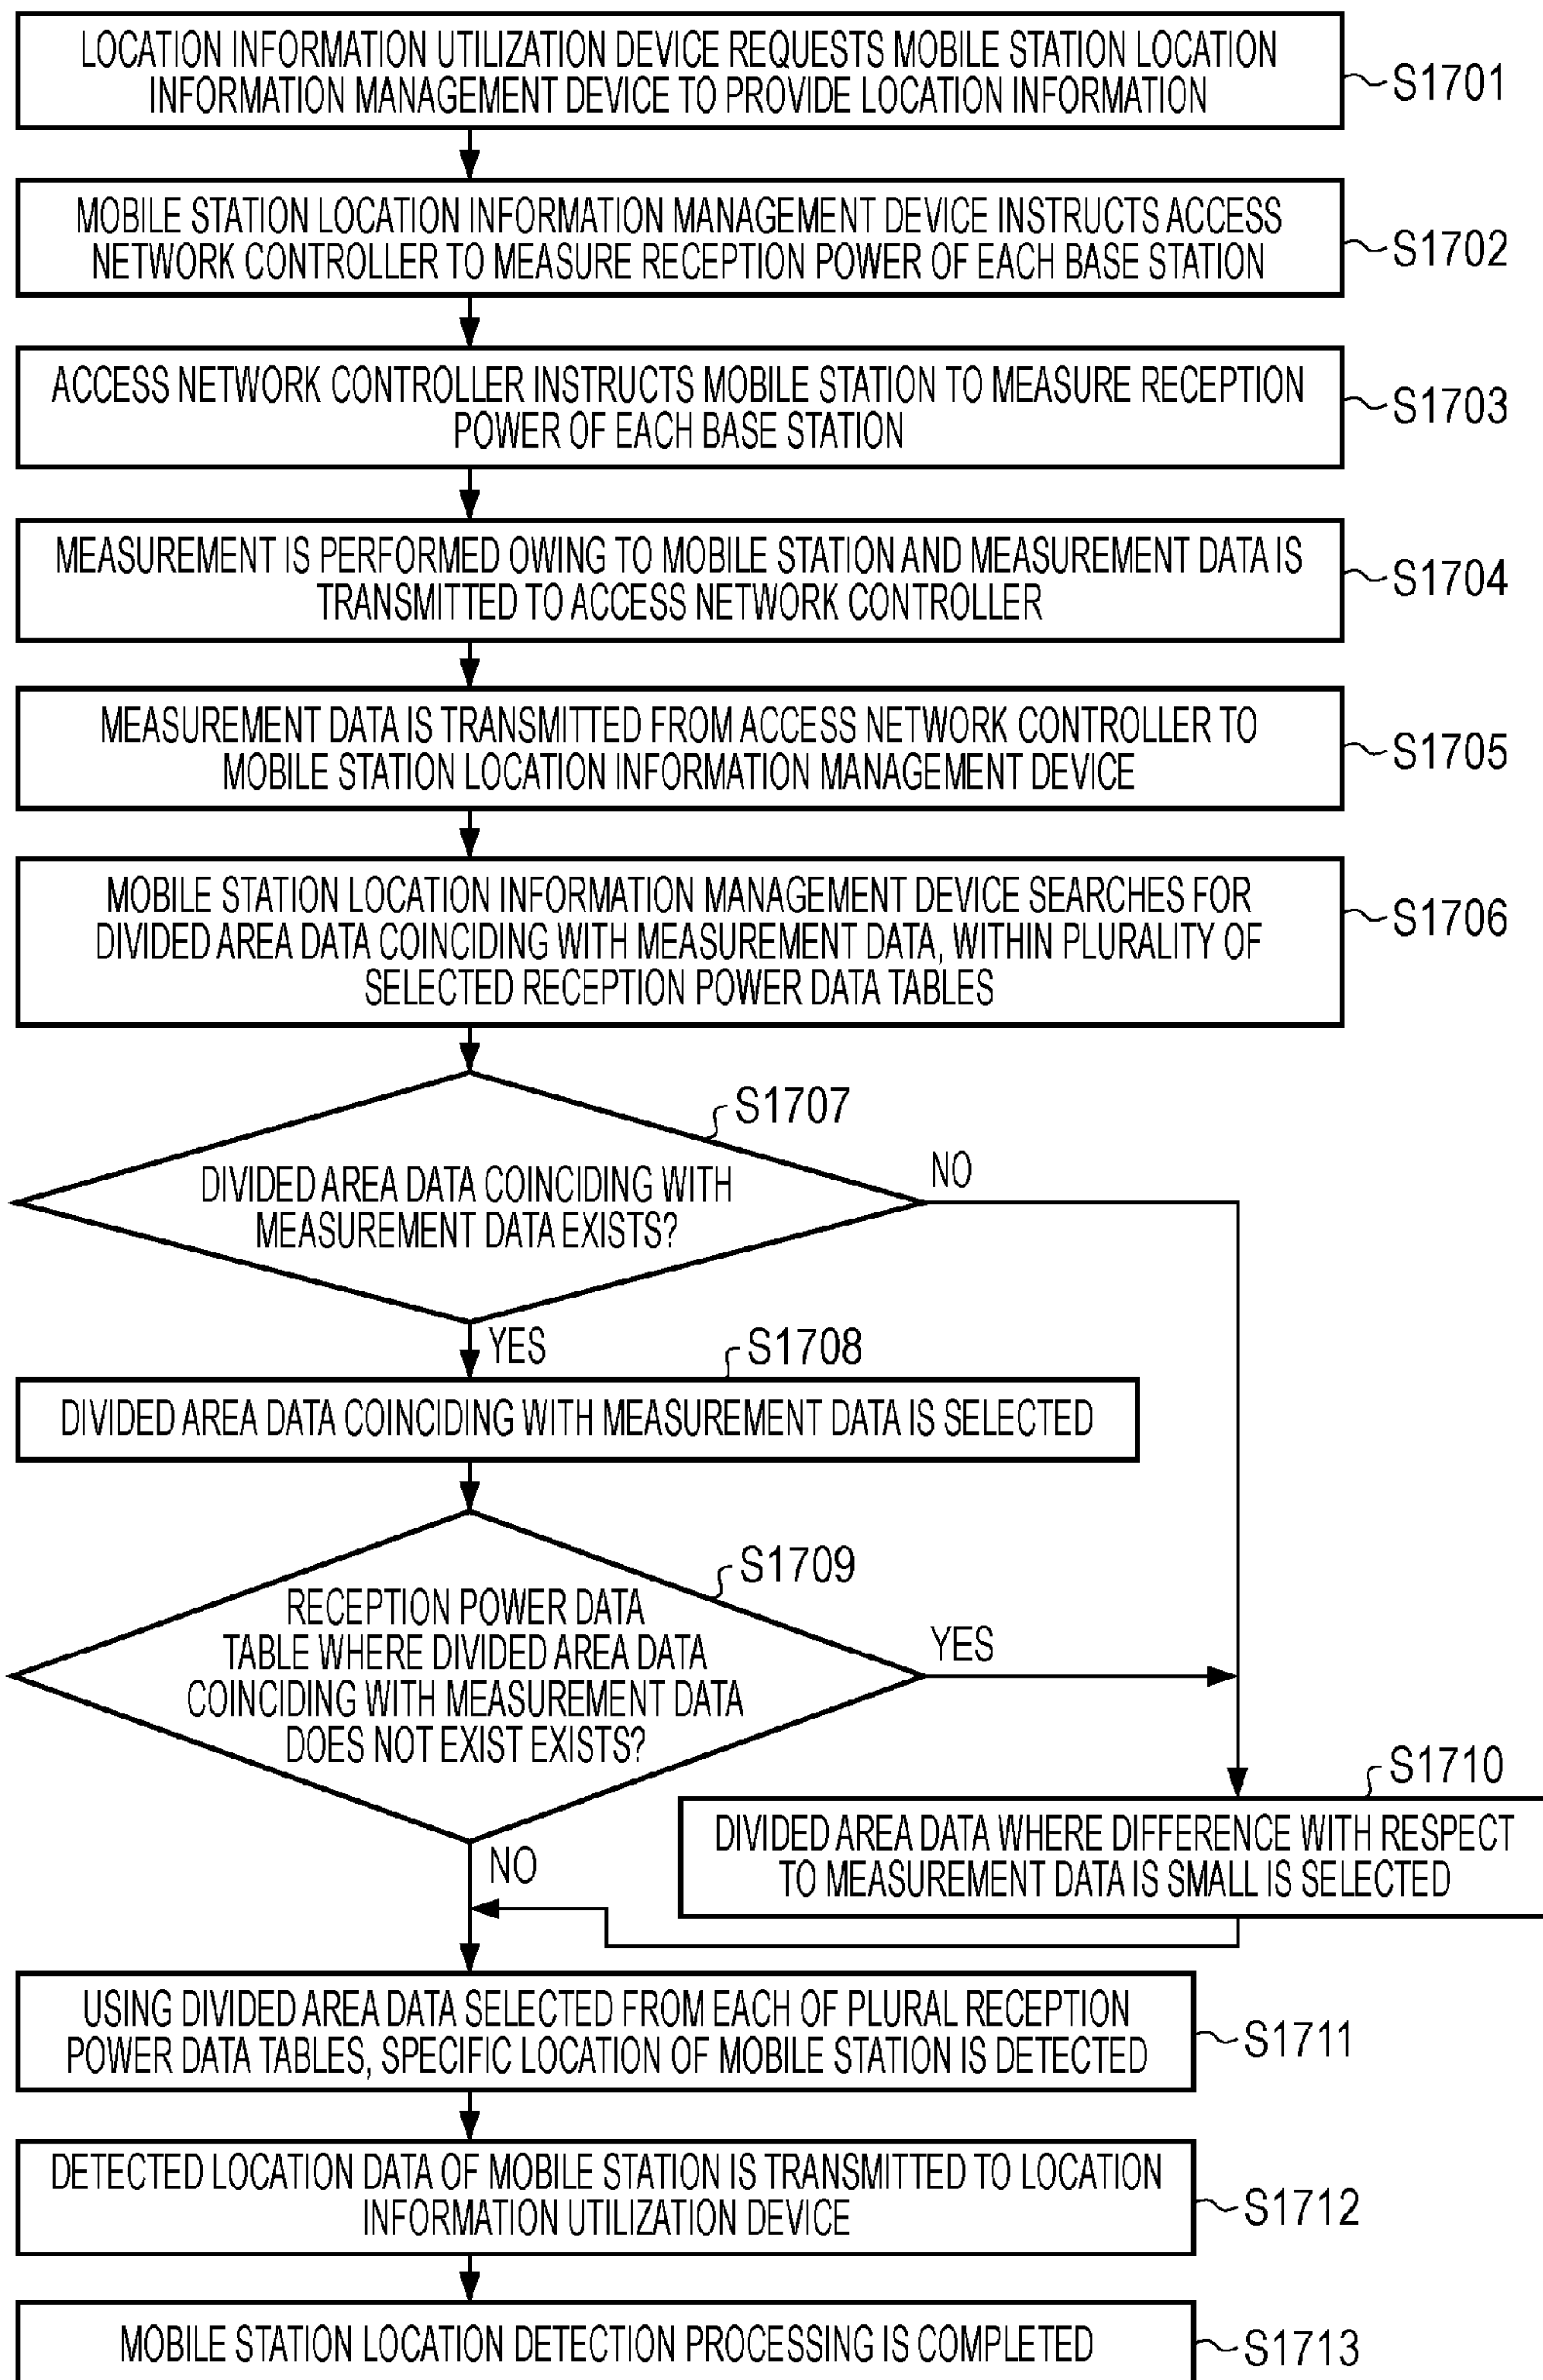 LOCATION INFORMATION UTILIZATION DEVICE REQUESTS MOBILE STATION LOCATION
INFORMATION MANAGEMENT DEVICE TO PROVIDE LOCATION INFORMATION
S1701
MOBILE STATION LOCATION INFORMATION MANAGEMENT DEVICE INSTRUCTS ACCESS
NETWORK CONTROLLER TO MEASURE RECEPTION POWER OF EACH BASE STATION
S1702
ACCESS NETWORK CONTROLLER INSTRUCTS MOBILE STATION TO MEASURE RECEPTION
POWER OF EACH BASE STATION
S1703
MEASUREMENT IS PERFORMED OWING TO MOBILE STATION AND MEASUREMENT DATA IS
TRANSMITTED TO ACCESS NETWORK CONTROLLER
S1704
MEASUREMENT DATA IS TRANSMITTED FROM ACCESS NETWORK CONTROLLER TO
MOBILE STATION LOCATION INFORMATION MANAGEMENT DEVICE
S1705
MOBILE STATION LOCATION INFORMATION MANAGEMENT DEVICE SEARCHES FOR
DIVIDED AREA DATA COINCIDING WITH MEASUREMENT DATA, WITHIN PLURALITY OF
SELECTED RECEPTION POWER DATA TABLES
S1706
S1707
DIVIDED AREA DATA COINCIDING WITH
MEASUREMENT DATA EXISTS?
NO
YES
S1708
DIVIDED AREA DATA COINCIDING WITH MEASUREMENT DATA IS SELECTED
S1709
RECEPTION POWER DATA
TABLE WHERE DIVIDED AREA DATA
COINCIDING WITH MEASUREMENT DATA
DOES NOT EXIST EXISTS?
YES
NO
S1710
DIVIDED AREA DATA WHERE DIFFERENCE WITH RESPECT
TO MEASUREMENT DATA IS SMALL IS SELECTED
USING DIVIDED AREA DATA SELECTED FROM EACH OF PLURAL RECEPTION
POWER DATA TABLES, SPECIFIC LOCATION OF MOBILE STATION IS DETECTED
S1711
DETECTED LOCATION DATA OF MOBILE STATION IS TRANSMITTED TO LOCATION
INFORMATION UTILIZATION DEVICE
S1712
MOBILE STATION LOCATION DETECTION PROCESSING IS COMPLETED
S1713